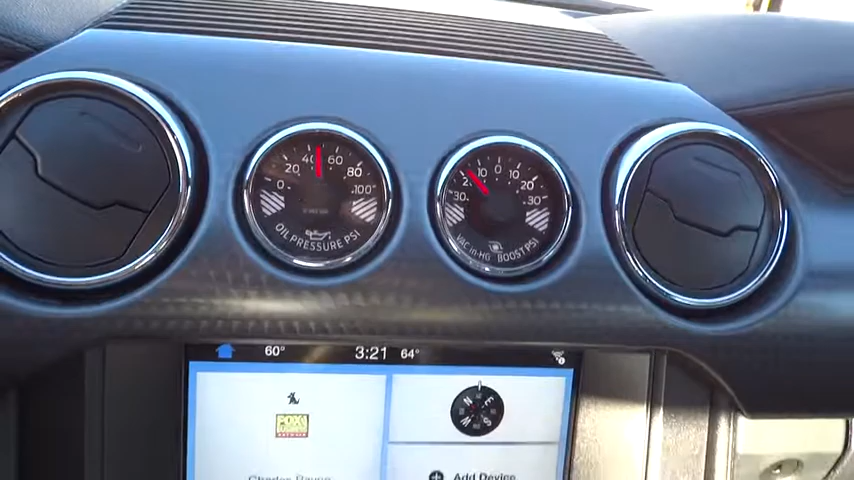 0 20 40 60 80 100
OIL PRESSURE PSI
30 20 10 0 10 20 30
VAC in-HG BOOST PSI
60° 3:21 64°
FOX
N E S W
Add Device